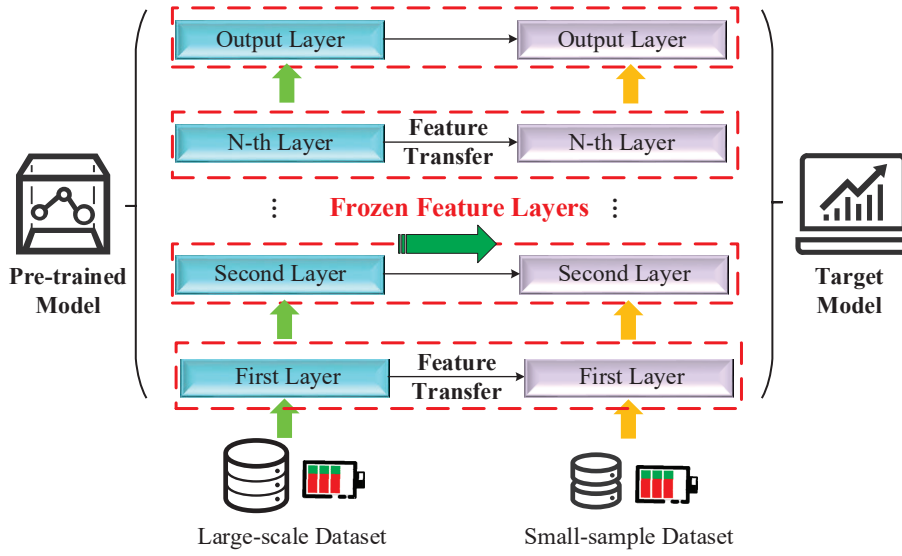 Output Layer
Output Layer
N-th Layer
Feature
Transfer
N-th Layer
Frozen Feature Layers
Pre-trained
Model
Second Layer
Second Layer
Target
Model
First Layer
Feature
Transfer
First Layer
Large-scale Dataset
Small-sample Dataset